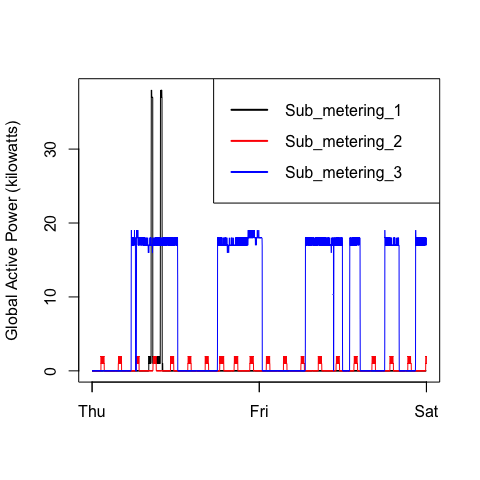 Global Active Power (kilowatts)
30
20
10
0
Sub_metering_1
Sub_metering_2
Sub_metering_3
Thu Fri Sat